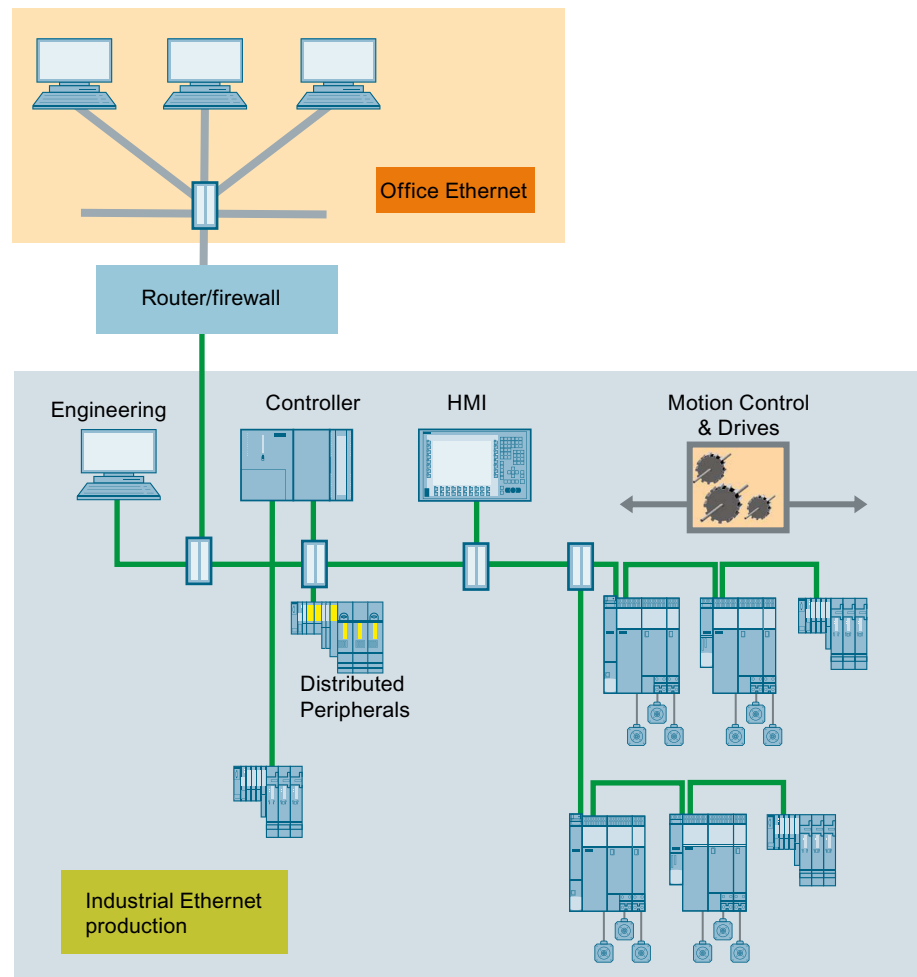 Office Ethernet
Router/firewall
Engineering
Controller
HMI
Motion Control
& Drives
Distributed
Peripherals
Industrial Ethernet
production